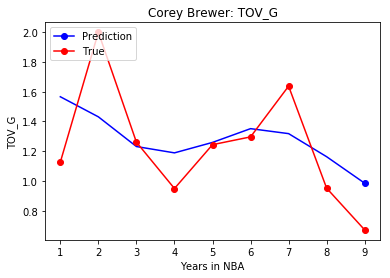 Corey Brewer: TOV_G
Prediction
True
TOV_G
2.0
1.8
1.6
1.4
1.2
1.0
0.8
1 2 3 4 5 6 7 8 9
Years in NBA